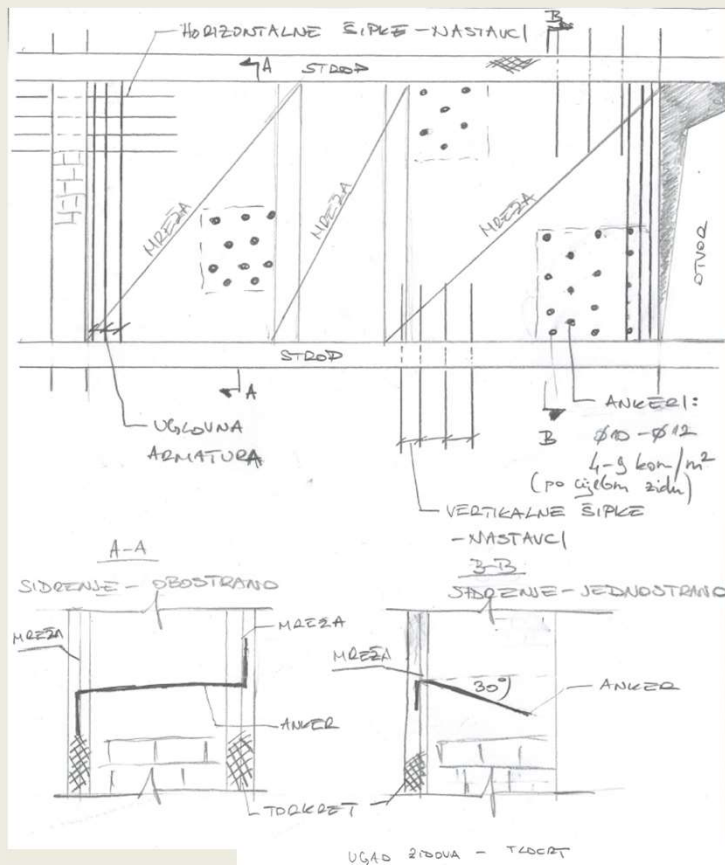 HORIZONTALNE ŠIPKE - NASTAVCI
B
A
STROP
MREŽA
MREŽA
MREŽA
OTVOR
STROP
A
B
UGLOVNA
ARMATURA
ANKERI:
Ø10 - Ø12
4-9 kom/m²
(po cijelom zidu)
VERTIKALNE ŠIPKE
- NASTAVCI
A-A
SIDRENJE - OBOSTRANO
B-B
SIDRENJE - JEDNOSTRANO
MREŽA
MREŽA
ANKER
MREŽA
30°
ANKER
TORKRET
UGAO ZIDOVA - TLOCRT